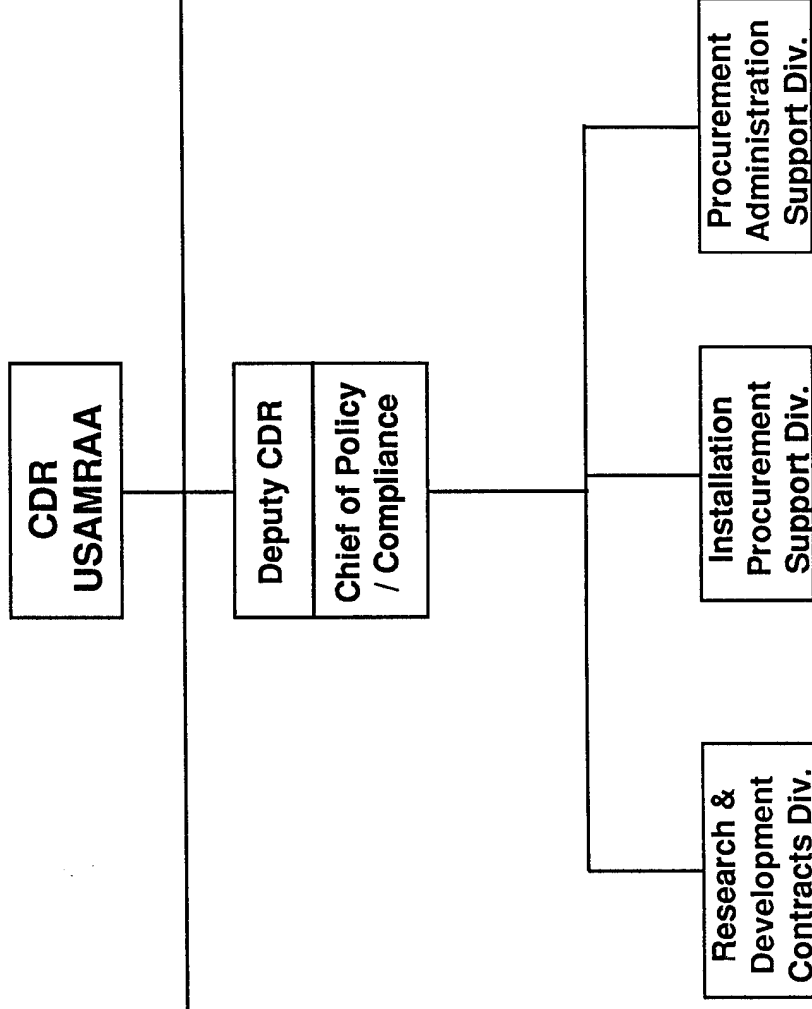 CDR
USAMRAA
Deputy CDR
Chief of Policy
/ Compliance
Research &
Development
Contracts Div.
Installation
Procurement
Support Div.
Procurement
Administration
Support Div.